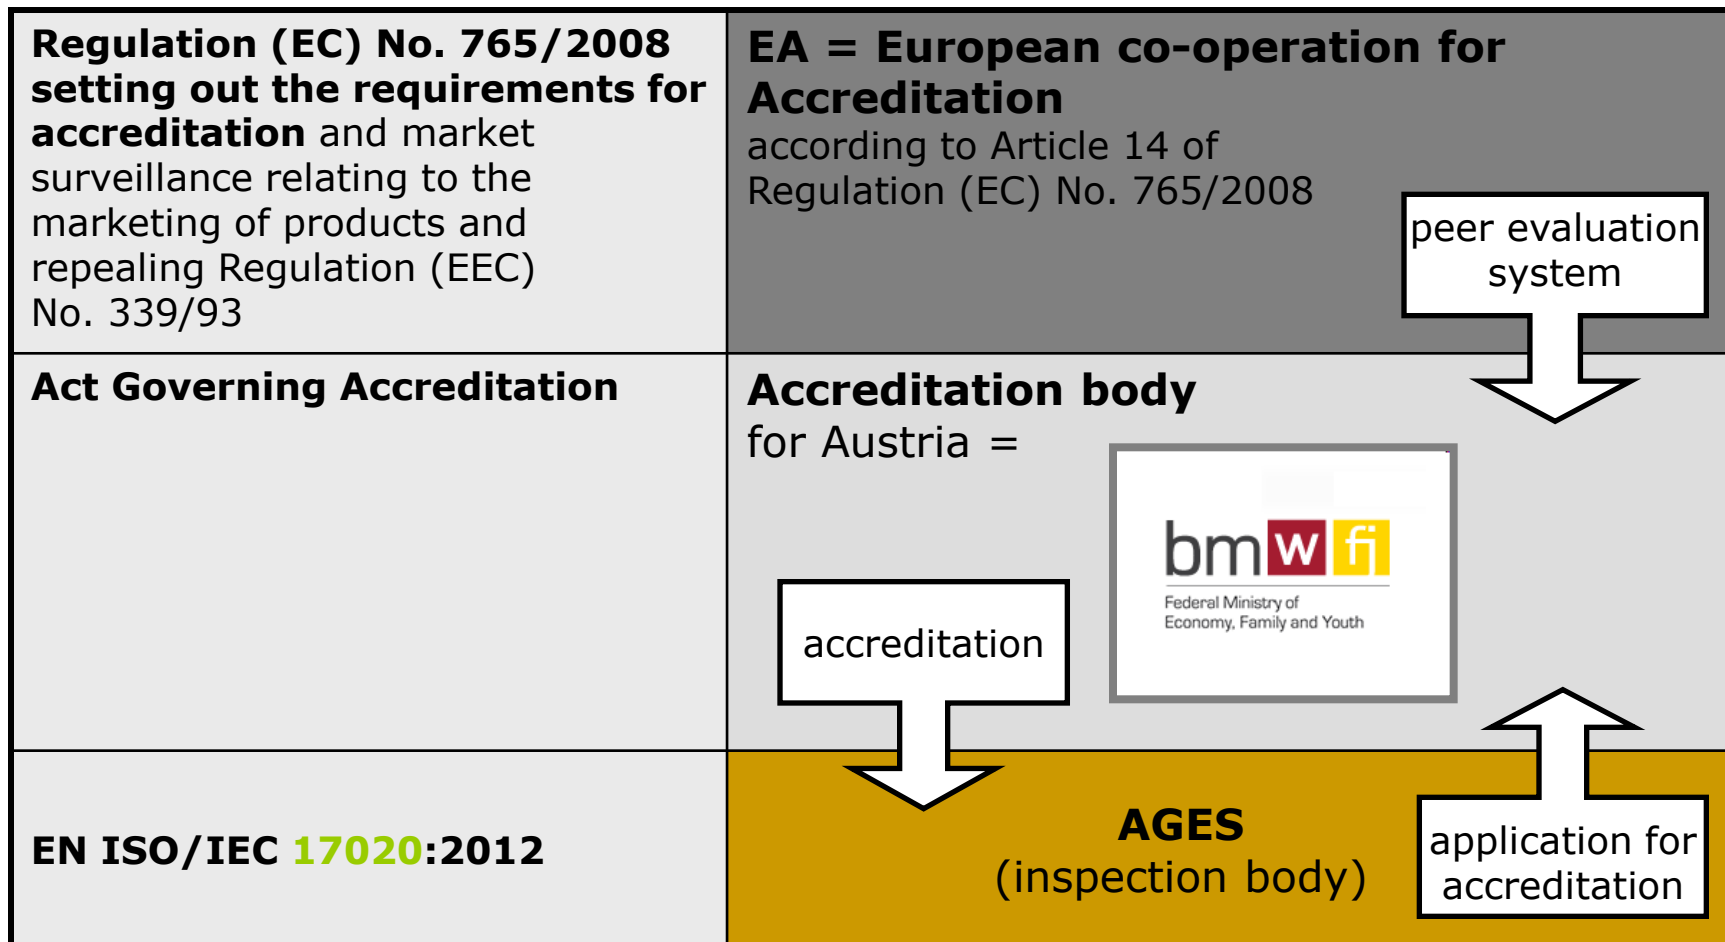 Regulation (EC) No. 765/2008
setting out the requirements for
accreditation and market
surveillance relating to the
marketing of products and
repealing Regulation (EEC)
No. 339/93
EA = European co-operation for
Accreditation
according to Article 14 of
Regulation (EC) No. 765/2008
peer evaluation
system
Act Governing Accreditation
Accreditation body
for Austria =
bmwfj
Federal Ministry of
Economy, Family and Youth
accreditation
EN ISO/IEC 17020:2012
AGES
(inspection body)
application for
accreditation